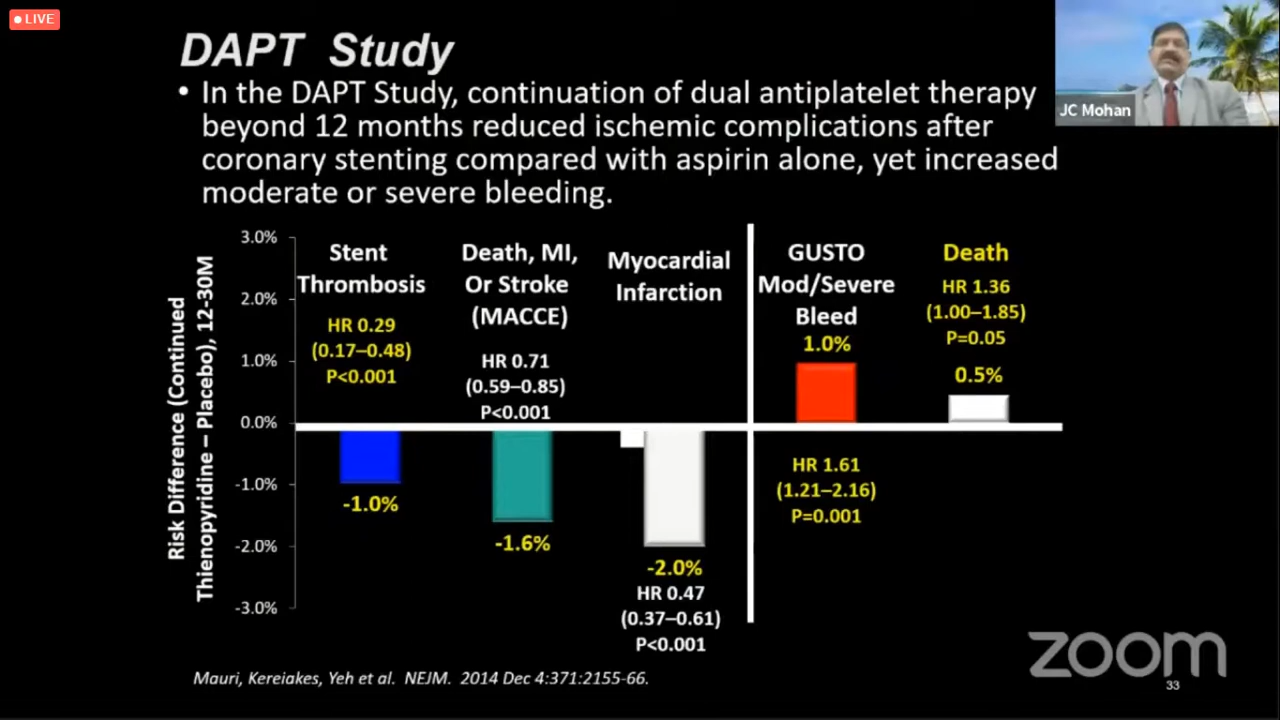 LIVE
DAPT Study
• In the DAPT Study, continuation of dual antiplatelet therapy
beyond 12 months reduced ischemic complications after
coronary stenting compared with aspirin alone, yet increased
moderate or severe bleeding.
JC Mohan
Risk Difference (Continued
Thienopyridine – Placebo), 12-30M
3.0%
2.0%
1.0%
0.0%
-1.0%
-2.0%
-3.0%
Stent
Thrombosis
HR 0.29
(0.17–0.48)
P<0.001
-1.0%
Death, MI,
Or Stroke
(MACCE)
HR 0.71
(0.59–0.85)
P<0.001
-1.6%
Myocardial
Infarction
-2.0%
HR 0.47
(0.37–0.61)
P<0.001
GUSTO
Mod/Severe
Bleed
1.0%
HR 1.61
(1.21–2.16)
P=0.001
Death
HR 1.36
(1.00–1.85)
P=0.05
0.5%
Mauri, Kereiakes, Yeh et al. NEJM. 2014 Dec 4:371:2155-66.
zoom
33